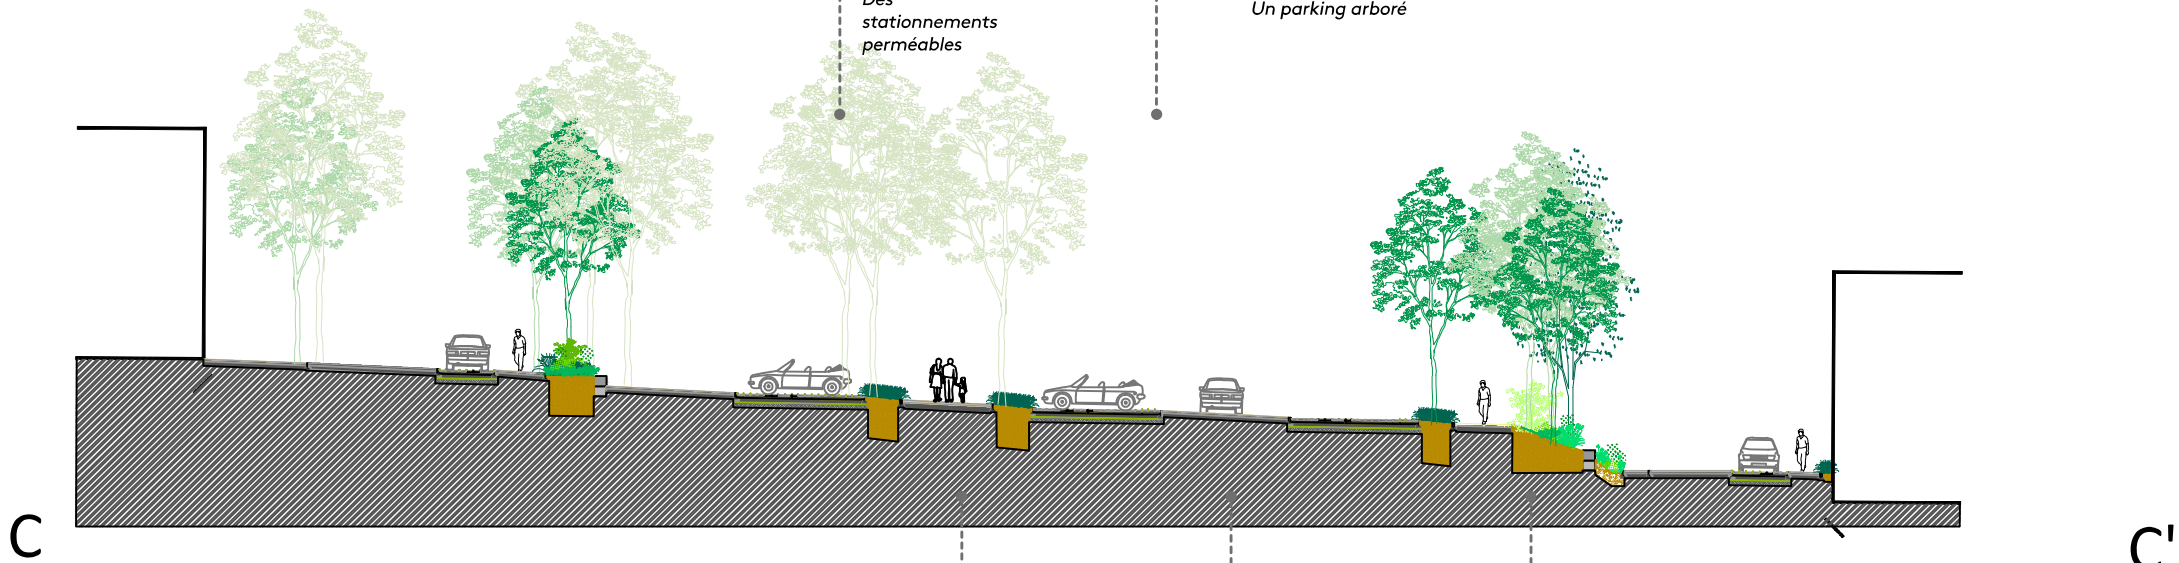 Des
stationnements
perméables
Un parking arboré
C
C'